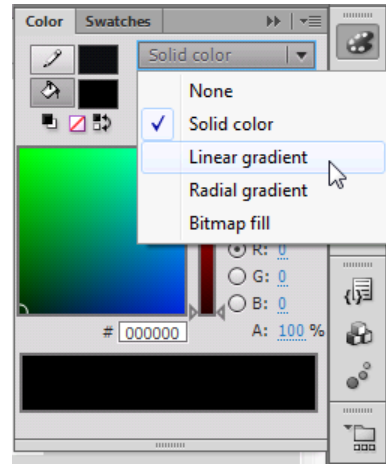 Color Swatches
Solid color
None
Solid color
Linear gradient
Radial gradient
Bitmap fill
R: 0
G: 0
B: 0
# 000000 A: 100 %